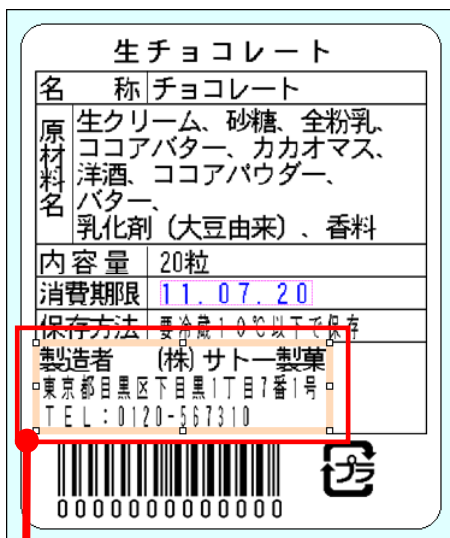 生チョコレート
名 称 チョコレート
原材料名 生クリーム、砂糖、全粉乳、
ココアバター、カカオマス、
洋酒、ココアパウダー、
バター、
乳化剤（大豆由来）、香料
内容量 20粒
消費期限 11.07.20
保存方法 要冷蔵10℃以下で保存
製造者 (株)サトー製菓
東京都目黒区下目黒1丁目7番1号
TEL:0120-567310
プラ
0000000000000